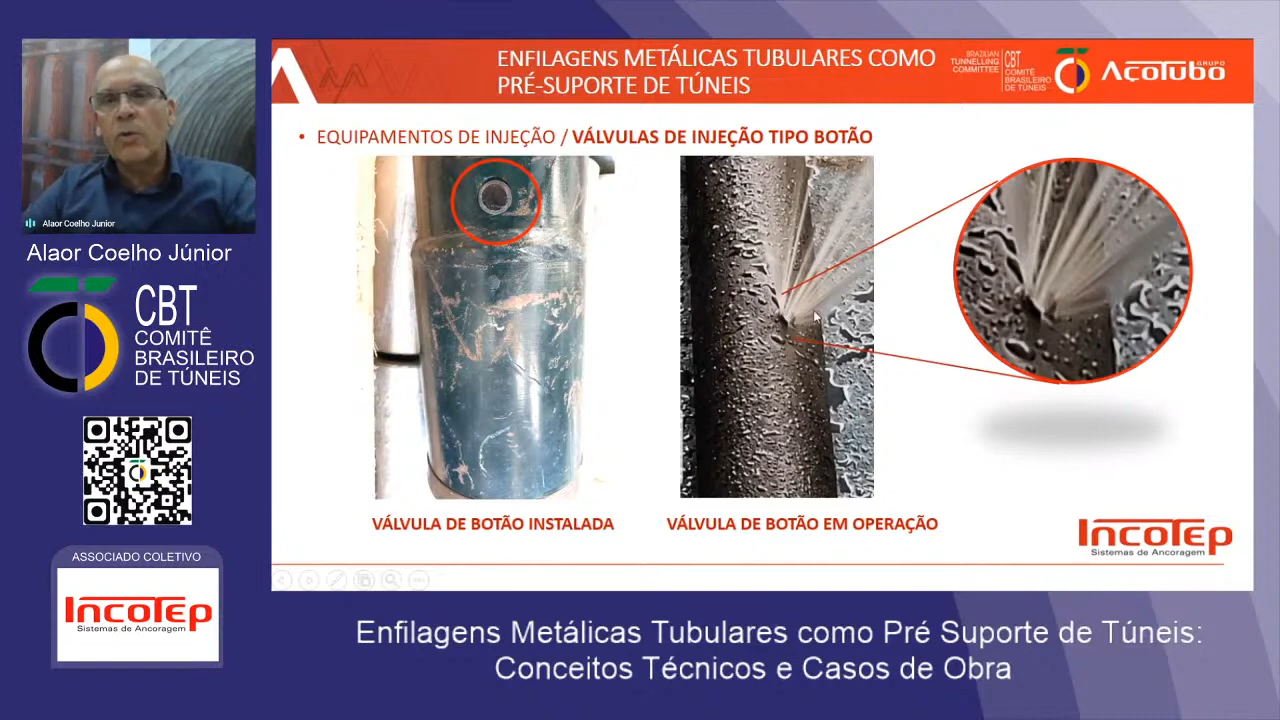 Alaor Coelho Junior
Alaor Coelho Júnior
CBT
COMITÊ
BRASILEIRO
DE TÚNEIS
ASSOCIADO COLETIVO
INCOTEP
Sistemas de Ancoragem
ENFILAGENS METÁLICAS TUBULARES COMO
PRÉ-SUPORTE DE TÚNEIS
BRAZILIAN
TUNNELLING
COMMITTEE
CBT
COMITÊ
BRASILEIRO
DE TÚNEIS
GRUPO
AÇOTUBO
• EQUIPAMENTOS DE INJEÇÃO / VÁLVULAS DE INJEÇÃO TIPO BOTÃO
VÁLVULA DE BOTÃO INSTALADA
VÁLVULA DE BOTÃO EM OPERAÇÃO
INCOTEP
Sistemas de Ancoragem
Enfilagens Metálicas Tubulares como Pré Suporte de Túneis:
Conceitos Técnicos e Casos de Obra